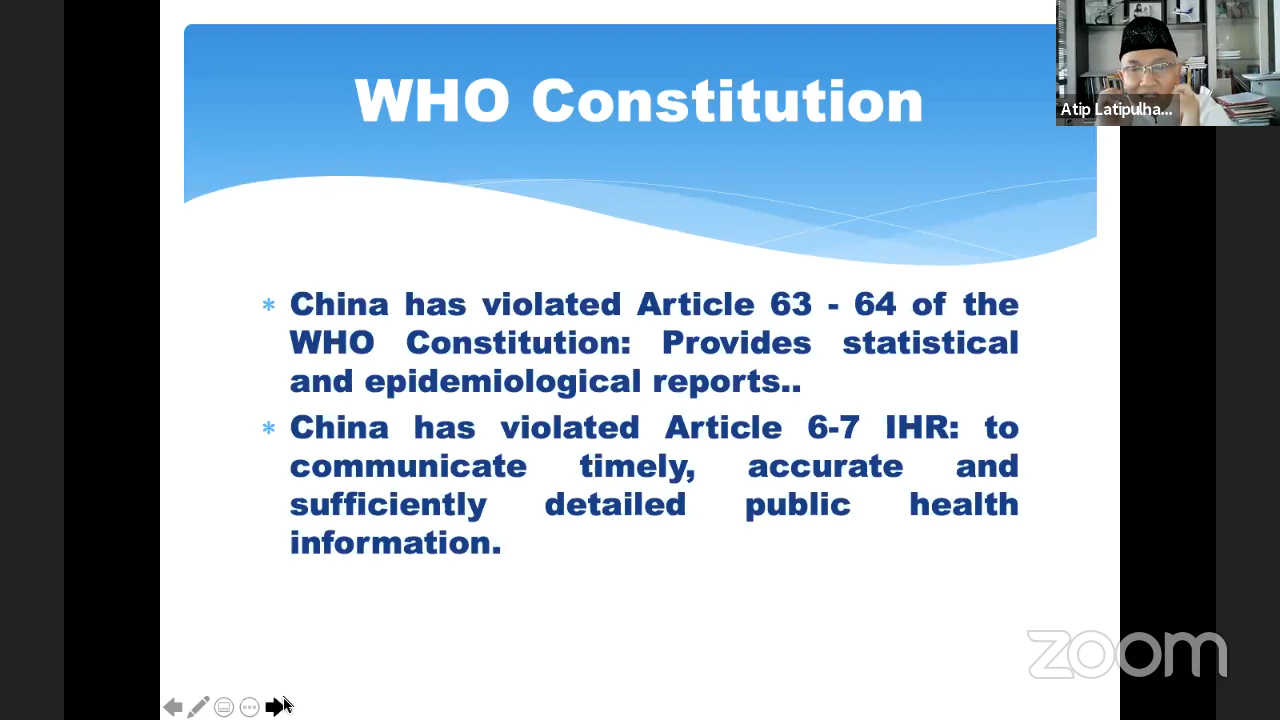 WHO Constitution
Atip Latipulha...
* China has violated Article 63 - 64 of the
WHO Constitution: Provides statistical
and epidemiological reports..
* China has violated Article 6-7 IHR: to
communicate timely, accurate and
sufficiently detailed public health
information.
zoom